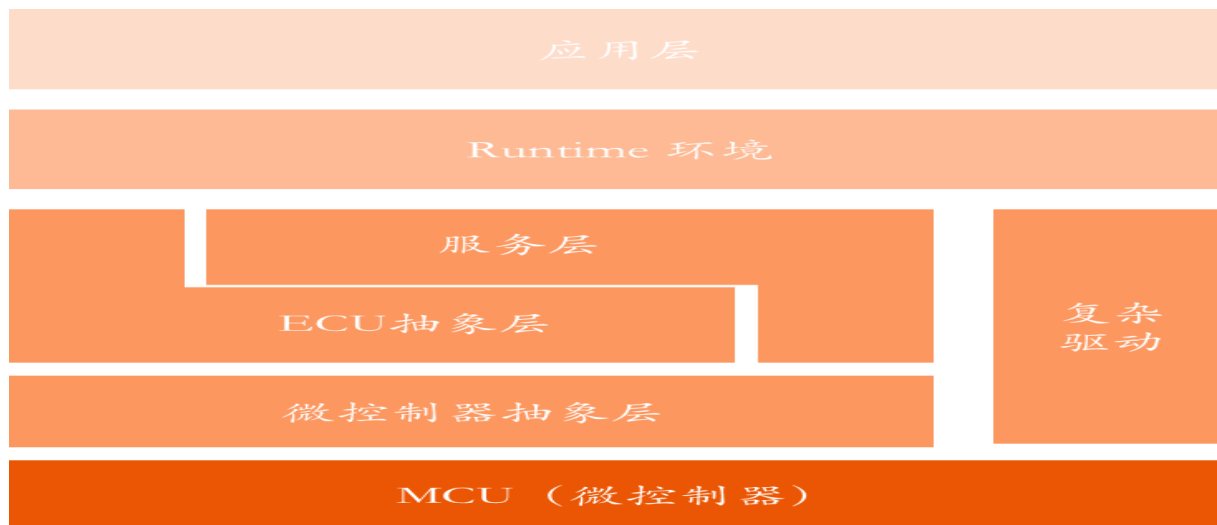 应用层
Runtime 环境
服务层
ECU抽象层
复杂
驱动
微控制器抽象层
MCU（微控制器）